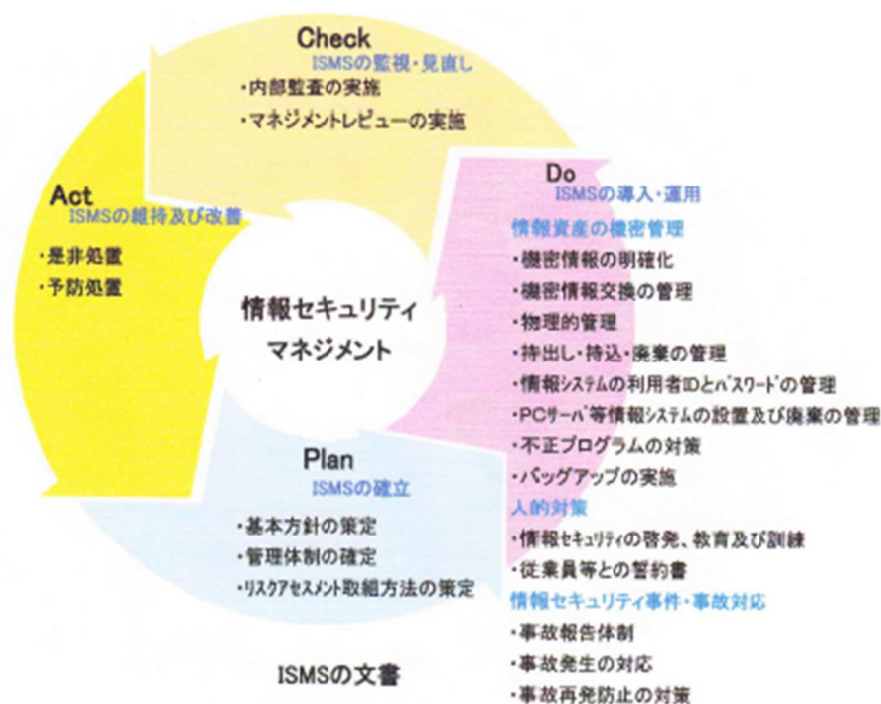 Check
ISMSの監視・見直し
・内部監査の実施
・マネジメントレビューの実施
Do
ISMSの導入・運用
情報資産の機密管理
・機密情報の明確化
・機密情報交換の管理
・物理的管理
・持出し・持込・廃棄の管理
・情報ｼｽﾃﾑの利用者IDとﾊﾟｽﾜｰﾄﾞの管理
・PCｻｰﾊﾞ等情報ｼｽﾃﾑの設置及び廃棄の管理
・不正プログラムの対策
・バッグアップの実施
人的対策
・情報ｾｷｭﾘﾃｨの啓発、教育及び訓練
・従業員等との誓約書
情報セキュリティ事件・事故対応
・事故報告体制
・事故発生の対応
・事故再発防止の対策
Plan
ISMSの確立
・基本方針の策定
・管理体制の確定
・ﾘｽｸｱｾｽﾒﾝﾄ取組方法の策定
Act
ISMSの維持及び改善
・是非処置
・予防処置
情報セキュリティ
マネジメント
ISMSの文書